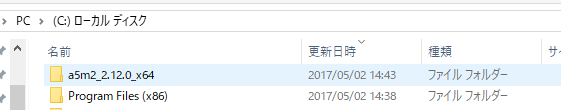 PC > (C:) ローカル ディスク
名前 更新日時 種類 サイ
a5m2_2.12.0_x64 2017/05/02 14:43 ファイル フォルダー
Program Files (x86) 2017/05/02 14:38 ファイル フォルダー